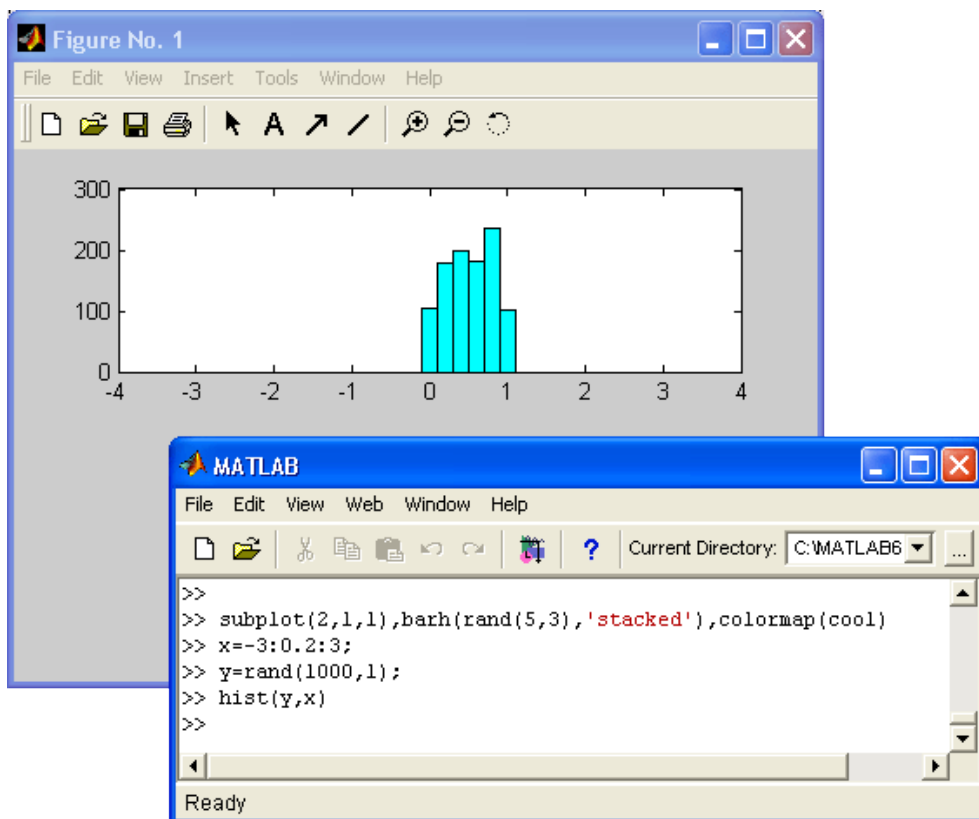 Figure No. 1
File Edit View Insert Tools Window Help
A
300
200
100
0
-4 -3 -2 -1 0 1 2 3 4
MATLAB
File Edit View Web Window Help
? Current Directory: C:\MATLAB6 ...
>>
>> subplot(2,1,1),barh(rand(5,3),'stacked'),colormap(cool)
>> x=-3:0.2:3;
>> y=rand(1000,1);
>> hist(y,x)
>>
Ready